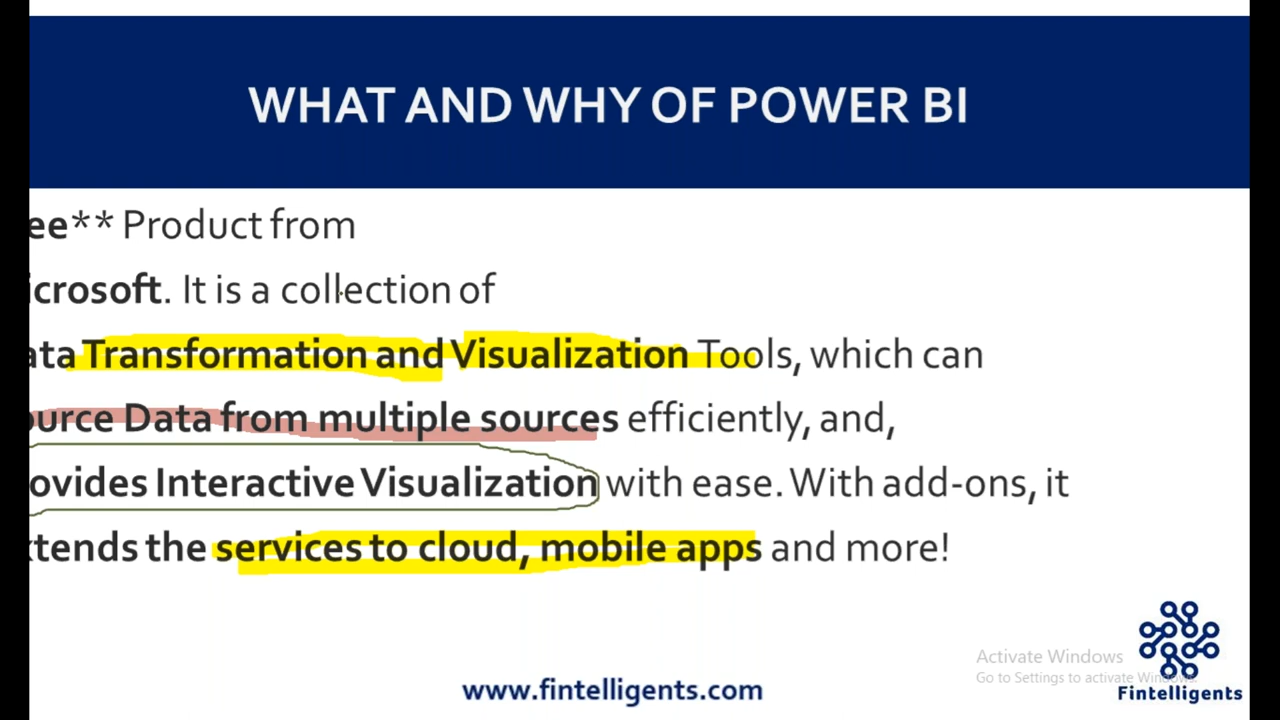 WHAT AND WHY OF POWER BI
ee** Product from
icrosoft. It is a collection of
ata Transformation and Visualization Tools, which can
ource Data from multiple sources efficiently, and,
ovides Interactive Visualization with ease. With add-ons, it
xtends the services to cloud, mobile apps and more!
Activate Windows
Go to Settings to activate Windows.
www.fintelligents.com
Fintelligents